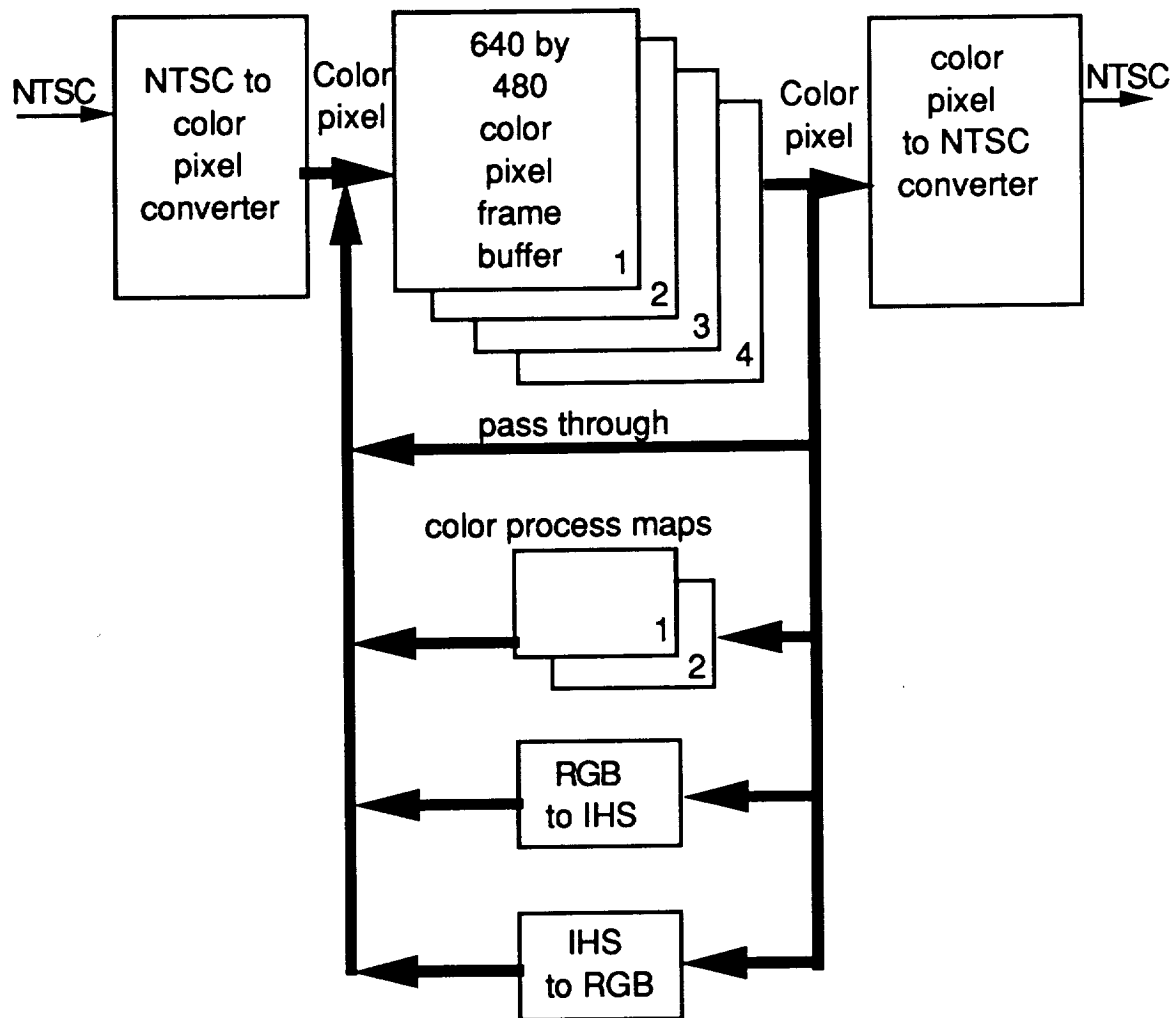 NTSC
NTSC to
color
pixel
converter
Color
pixel
640 by
480
color
pixel
frame
buffer
1
2
3
4
Color
pixel
color
pixel
to NTSC
converter
NTSC
pass through
color process maps
1
2
RGB
to IHS
IHS
to RGB